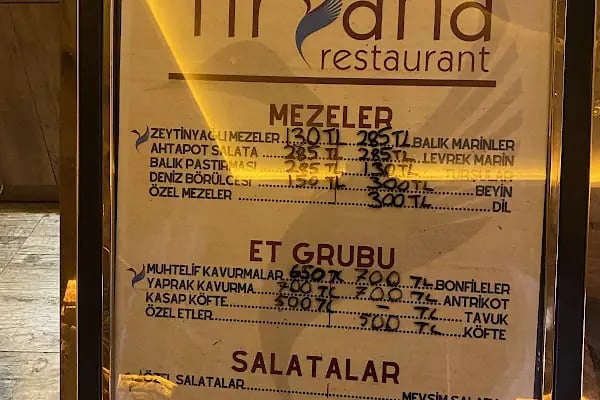 restaurant
MEZELER
ZEYTİNYAĞLI MEZELER 130 TL 285 TL BALIK MARİNLER
AHTAPOT SALATA 285 TL 285 TL LEVREK MARİN
BALIK PASTIRMASI 285 TL 130 TL TURŞULAR
DENİZ BÖRÜLCESİ 130 TL 300 TL BEYİN
ÖZEL MEZELER 300 TL DİL
ET GRUBU
MUHTELİF KAVURMALAR 650 TL 700 TL BONFİLELER
YAPRAK KAVURMA 700 TL 700 TL ANTRİKOT
KASAP KÖFTE 500 TL – TAVUK
ÖZEL ETLER 500 TL KÖFTE
SALATALAR
ÖZEL SALATALAR MEVSİM